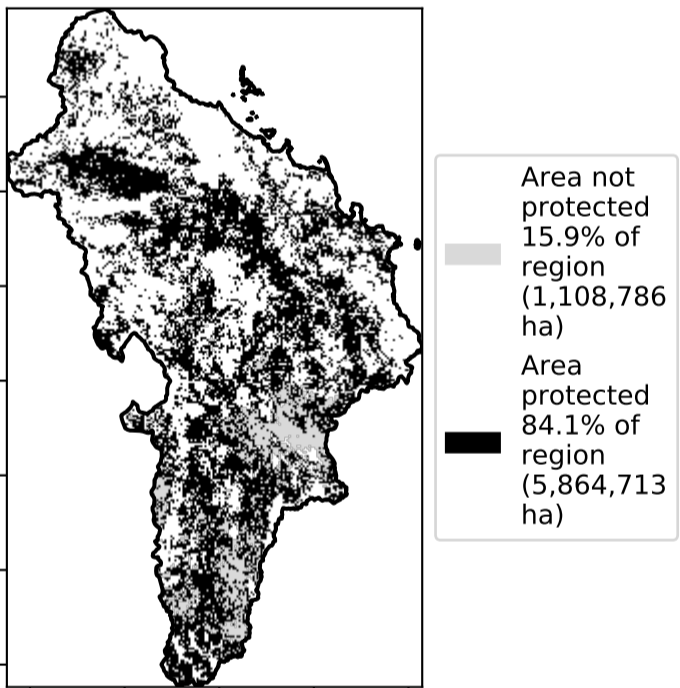 Area not
protected
15.9% of
region
(1,108,786
ha)
Area
protected
84.1% of
region
(5,864,713
ha)